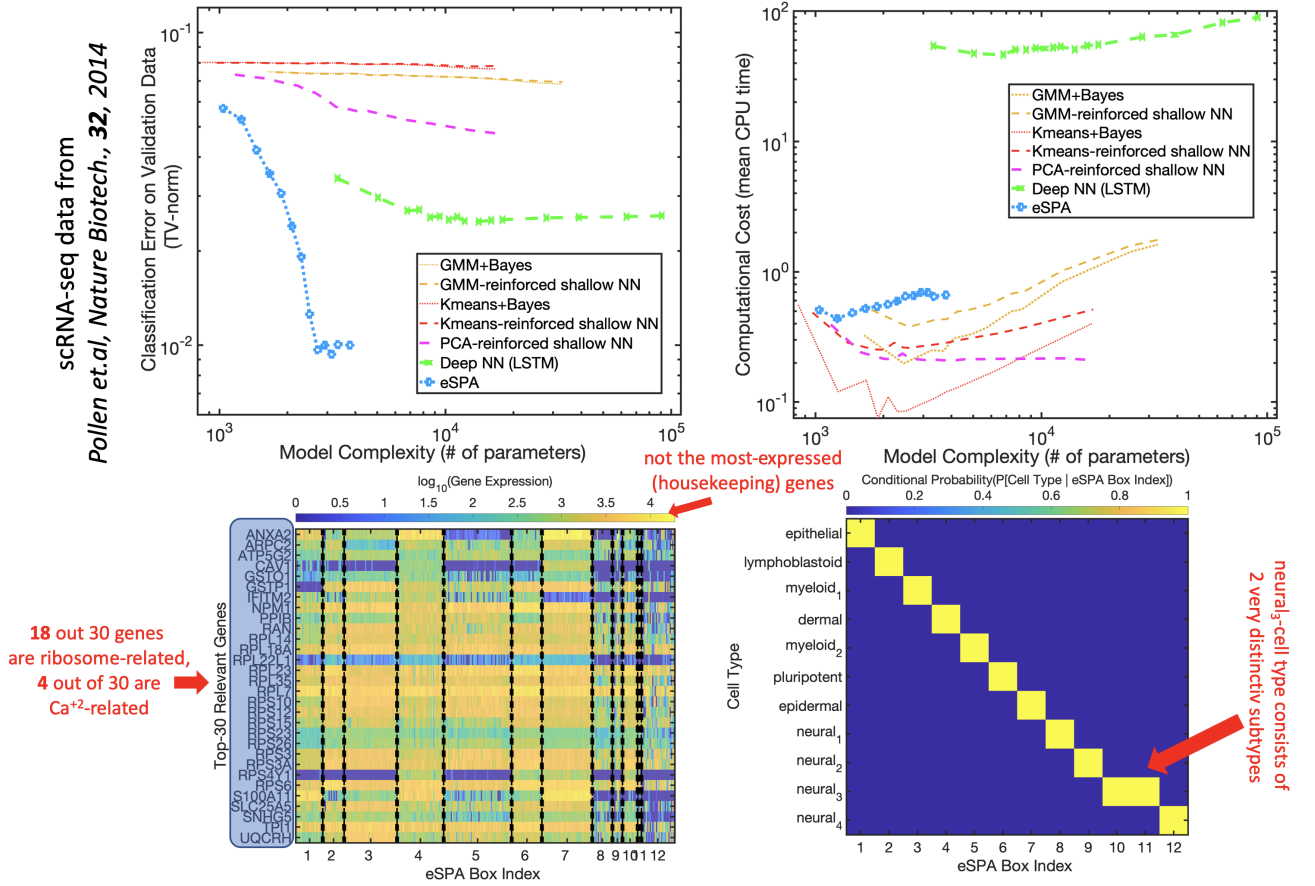 scRNA-seq data from
Pollen et.al, Nature Biotech., 32, 2014
Classification Error on Validation Data
(TV-norm)
10^-1
10^-2
GMM+Bayes
GMM-reinforced shallow NN
Kmeans+Bayes
Kmeans-reinforced shallow NN
PCA-reinforced shallow NN
Deep NN (LSTM)
eSPA
10^3 10^4 10^5
Model Complexity (# of parameters)
Computational Cost (mean CPU time)
10^2
10^1
10^0
10^-1
GMM+Bayes
GMM-reinforced shallow NN
Kmeans+Bayes
Kmeans-reinforced shallow NN
PCA-reinforced shallow NN
Deep NN (LSTM)
eSPA
10^3 10^4 10^5
Model Complexity (# of parameters)
not the most-expressed
(housekeeping) genes
log10(Gene Expression)
0 0.5 1 1.5 2 2.5 3 3.5 4
18 out 30 genes
are ribosome-related,
4 out of 30 are
Ca+2-related
Top-30 Relevant Genes
ANXA2
ARPC2
ATP5G2
CAV1
GSTO1
GSTP1
IFITM2
NPM1
PPIB
RAN
RPL14
RPL18A
RPL22L1
RPL23
RPL35
RPL7
RPS10
RPS12
RPS15
RPS23
RPS26
RPS3
RPS3A
RPS4Y1
RPS6
S100A11
SLC25A5
SNHG5
TPI1
UQCRH
1 2 3 4 5 6 7 8 9 10 11 12
eSPA Box Index
Conditional Probability(P[Cell Type | eSPA Box Index])
0 0.2 0.4 0.6 0.8 1
Cell Type
epithelial
lymphoblastoid
myeloid1
dermal
myeloid2
pluripotent
epidermal
neural1
neural2
neural3
neural4
1 2 3 4 5 6 7 8 9 10 11 12
eSPA Box Index
neural3-cell type consists of
2 very distinctiv subtypes